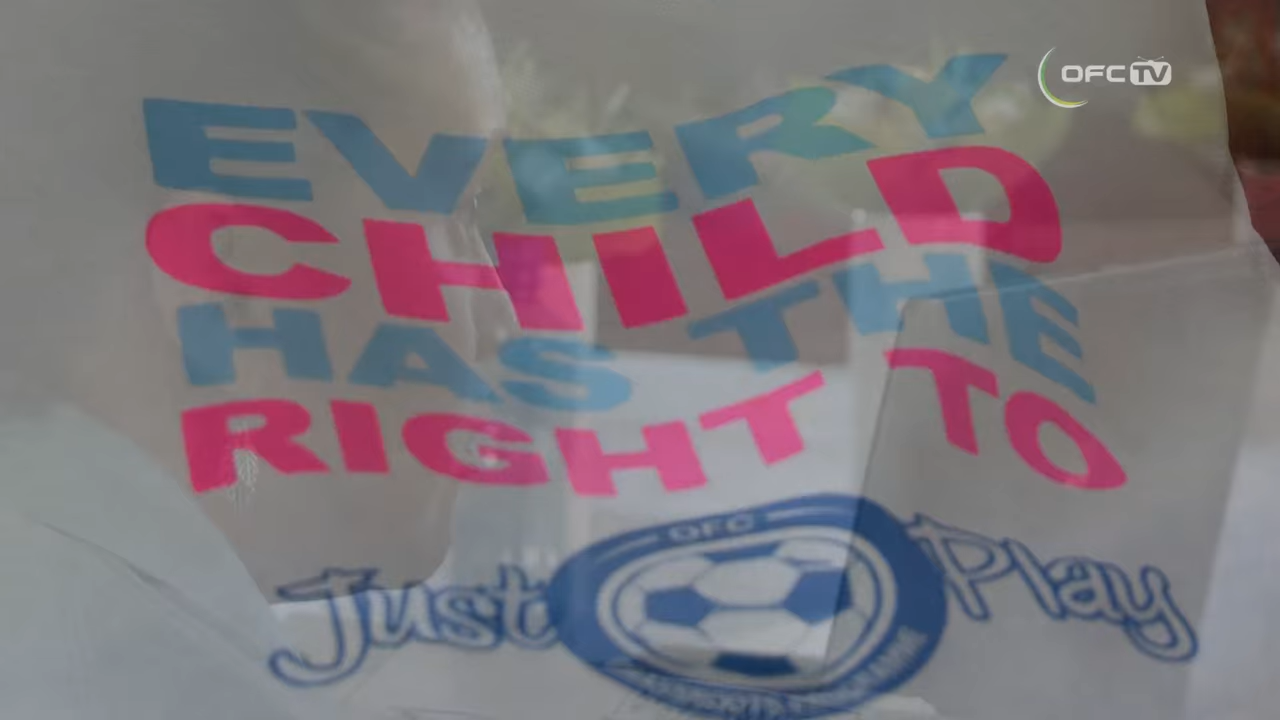 OFC TV
EVERY
CHILD
HAS THE
RIGHT TO
Just Play
OFC